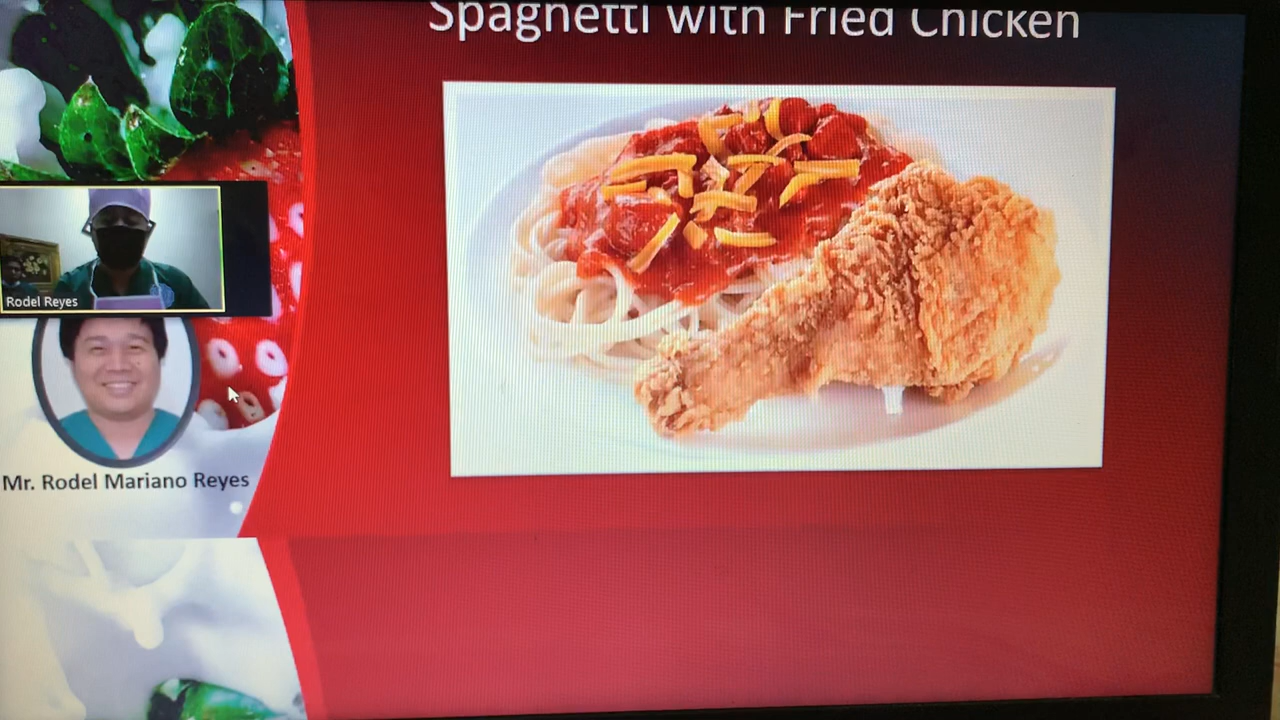 Spaghetti with Fried Chicken
Rodel Reyes
Mr. Rodel Mariano Reyes